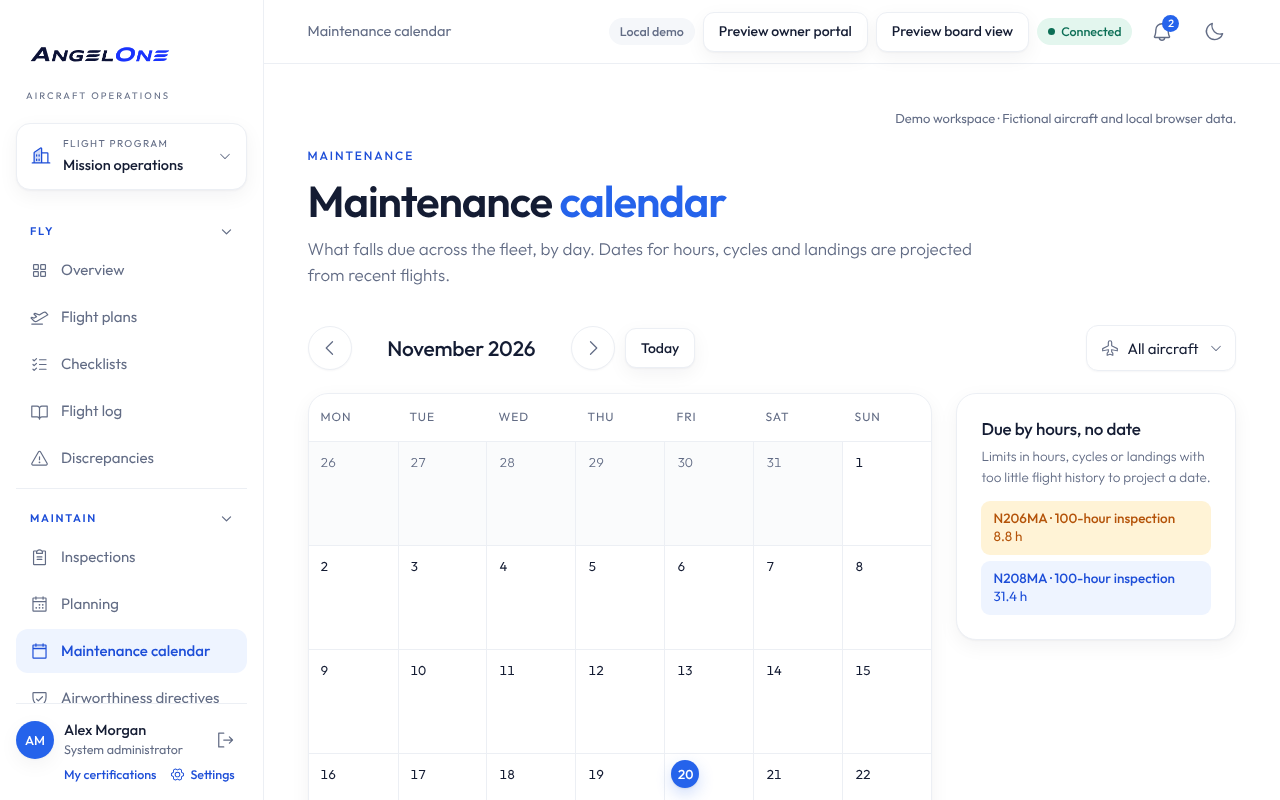 ANGELONE
AIRCRAFT OPERATIONS
FLIGHT PROGRAM
Mission operations
FLY
Overview
Flight plans
Checklists
Flight log
Discrepancies
MAINTAIN
Inspections
Planning
Maintenance calendar
Airworthiness directives
AM
Alex Morgan
System administrator
My certifications
Settings
Maintenance calendar
Local demo
Preview owner portal
Preview board view
Connected
2
Demo workspace · Fictional aircraft and local browser data.
MAINTENANCE
Maintenance calendar
What falls due across the fleet, by day. Dates for hours, cycles and landings are projected
from recent flights.
November 2026
Today
All aircraft
MON TUE WED THU FRI SAT SUN
26 27 28 29 30 31 1
2 3 4 5 6 7 8
9 10 11 12 13 14 15
16 17 18 19 20 21 22
Due by hours, no date
Limits in hours, cycles or landings with
too little flight history to project a date.
N206MA · 100-hour inspection
8.8 h
N208MA · 100-hour inspection
31.4 h